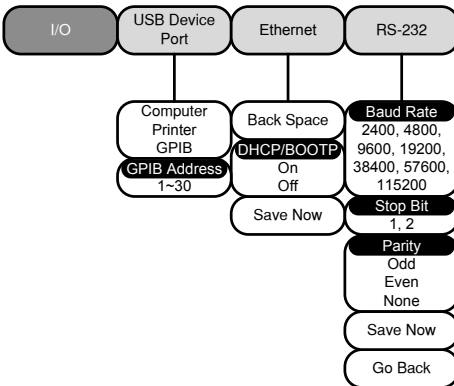 I/O
USB Device
Port
Ethernet
RS-232
Computer
Printer
GPIB
GPIB Address
1~30
Back Space
DHCP/BOOTP
On
Off
Save Now
Baud Rate
2400, 4800,
9600, 19200,
38400, 57600,
115200
Stop Bit
1, 2
Parity
Odd
Even
None
Save Now
Go Back